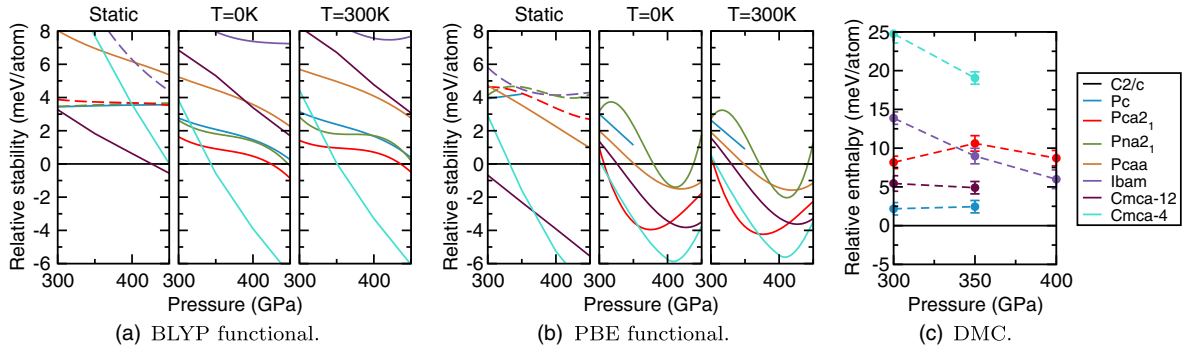 Static T=0K T=300K
Relative stability (meV/atom)
8
6
4
2
0
-2
-4
-6
300 400 300 400 300 400
Pressure (GPa)
(a) BLYP functional.
Static T=0K T=300K
Relative stability (meV/atom)
8
6
4
2
0
-2
-4
-6
300 400 300 400 300 400
Pressure (GPa)
(b) PBE functional.
Relative enthalpy (meV/atom)
25
20
15
10
5
0
-5
300 350 400
Pressure (GPa)
(c) DMC.
C2/c
Pc
Pca2₁
Pna2₁
Pcaa
Ibam
Cmca-12
Cmca-4